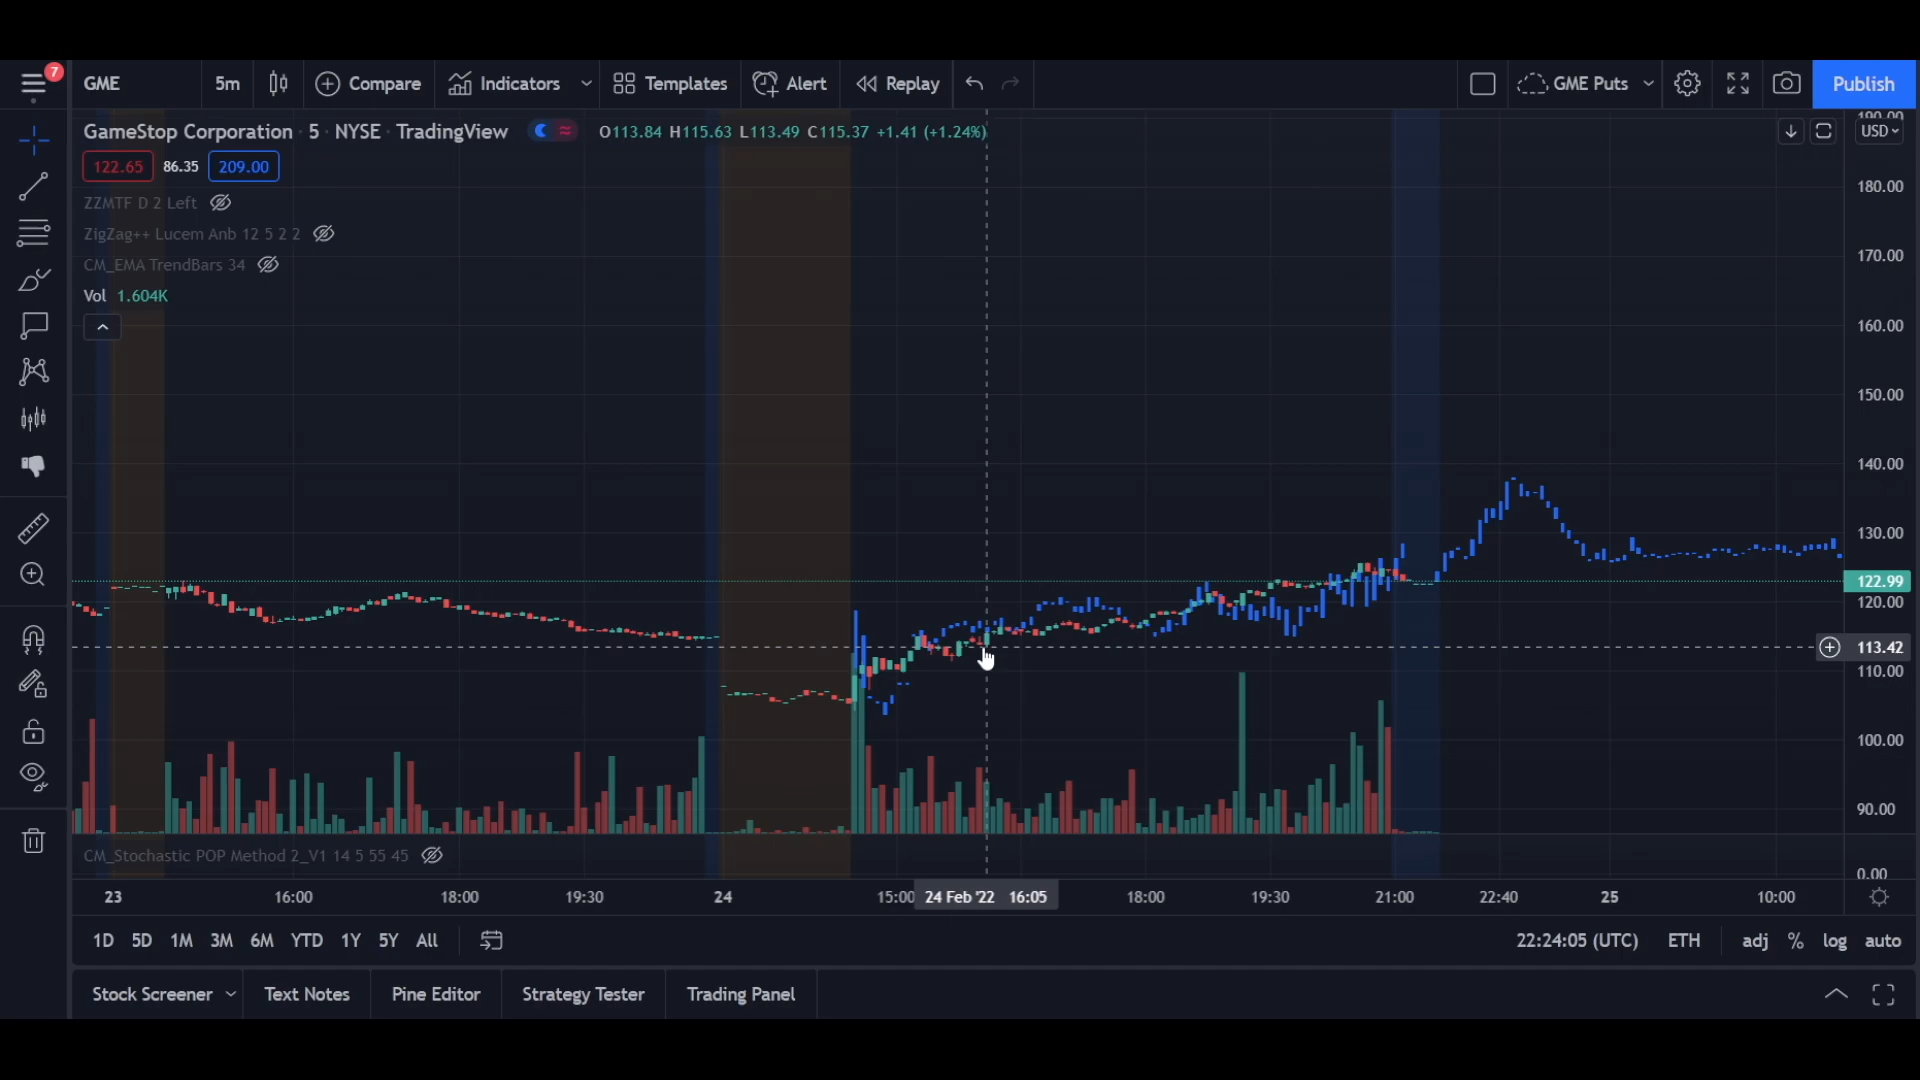 7
GME 5m Compare Indicators Templates Alert Replay GME Puts Publish
GameStop Corporation · 5 · NYSE · TradingView O113.84 H115.63 L113.49 C115.37 +1.41 (+1.24%)
USD
122.65 86.35 209.00
ZZMTF D 2 Left
ZigZag++ Lucem Anb 12 5 2 2
CM_EMA TrendBars 34
Vol 1.604K
190.00
180.00
170.00
160.00
150.00
140.00
130.00
122.99
120.00
113.42
110.00
100.00
90.00
0.00
CM_Stochastic POP Method 2_V1 14 5 55 45
23 16:00 18:00 19:30 24 15:00 24 Feb '22 16:05 18:00 19:30 21:00 22:40 25 10:00
1D 5D 1M 3M 6M YTD 1Y 5Y All 22:24:05 (UTC) ETH adj % log auto
Stock Screener Text Notes Pine Editor Strategy Tester Trading Panel